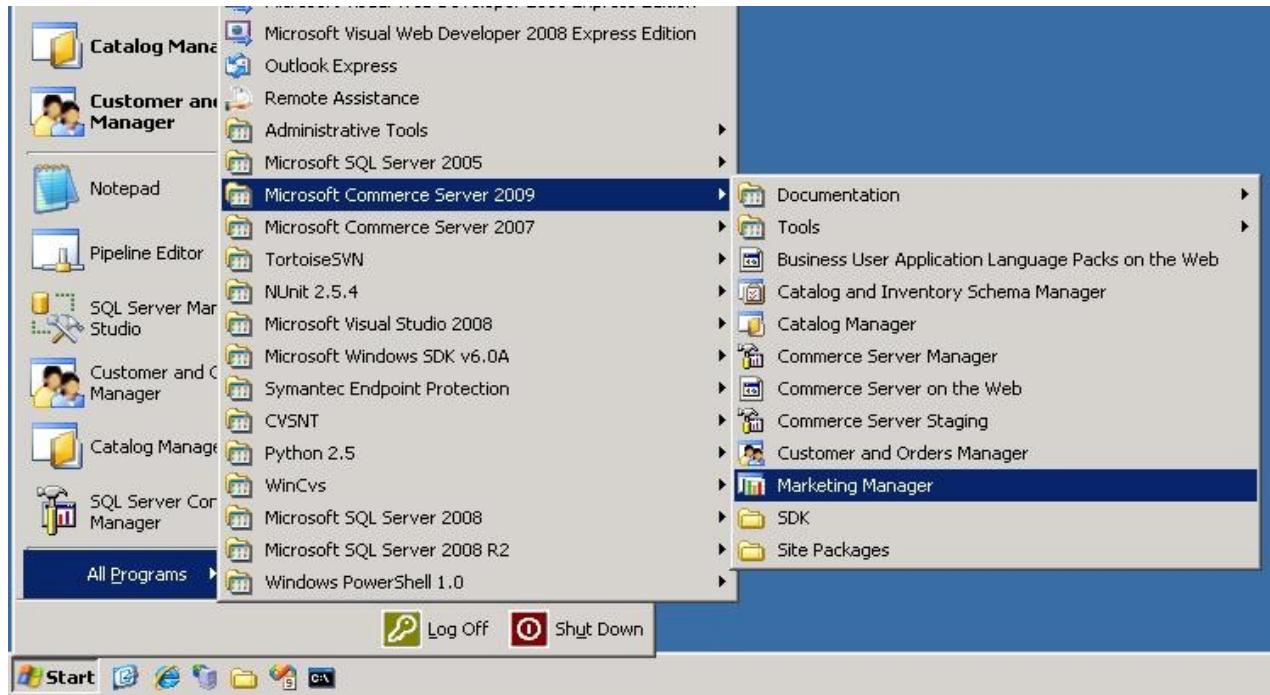 Catalog Mana
Customer and
Manager
Notepad
Pipeline Editor
SQL Server Mar
Studio
Customer and C
Manager
Catalog Manage
SQL Server Cor
Manager
All Programs
Microsoft Visual Web Developer 2008 Express Edition
Outlook Express
Remote Assistance
Administrative Tools
Microsoft SQL Server 2005
Microsoft Commerce Server 2009
Microsoft Commerce Server 2007
TortoiseSVN
NUnit 2.5.4
Microsoft Visual Studio 2008
Microsoft Windows SDK v6.0A
Symantec Endpoint Protection
CVSNT
Python 2.5
WinCvs
Microsoft SQL Server 2008
Microsoft SQL Server 2008 R2
Windows PowerShell 1.0
Documentation
Tools
Business User Application Language Packs on the Web
Catalog and Inventory Schema Manager
Catalog Manager
Commerce Server Manager
Commerce Server on the Web
Commerce Server Staging
Customer and Orders Manager
Marketing Manager
SDK
Site Packages
Log Off
Shut Down
Start